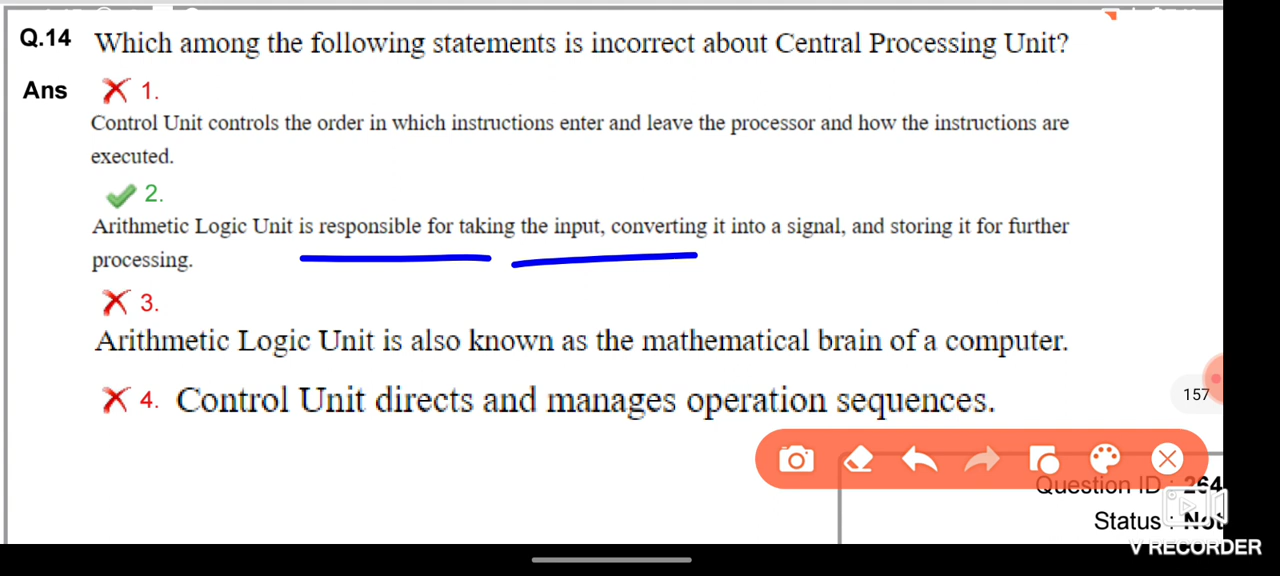 Q.14 Which among the following statements is incorrect about Central Processing Unit?
Ans 1.
Control Unit controls the order in which instructions enter and leave the processor and how the instructions are
executed.
2.
Arithmetic Logic Unit is responsible for taking the input, converting it into a signal, and storing it for further
processing.
3.
Arithmetic Logic Unit is also known as the mathematical brain of a computer.
4. Control Unit directs and manages operation sequences.
157
Question ID : 264
Status : Not
V RECORDER